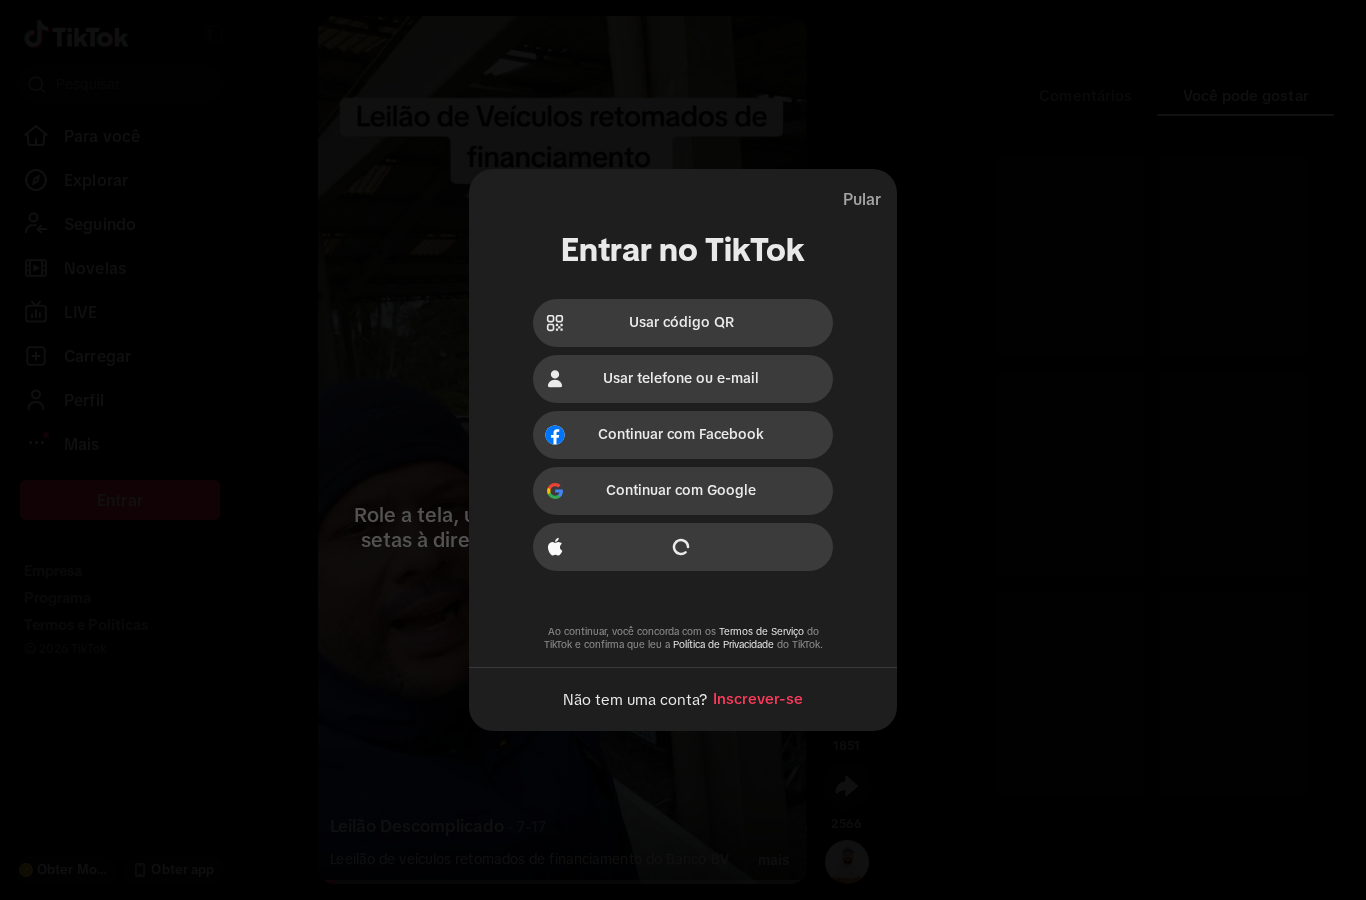 TikTok
Pesquisar
Para você
Explorar
Seguindo
Novelas
LIVE
Carregar
Perfil
Mais
Entrar
Empresa
Programa
Termos e Políticas
© 2026 TikTok
Obter Mo...
Obter app
Leilão de Veículos retomados de
financiamento
Role a tela, u
setas à dire
Leilão Descomplicado · 7-17
Leeilão de veículos retomados de financiamento do Banco BV
mais
1851
2566
Comentários
Você pode gostar
Pular
Entrar no TikTok
Usar código QR
Usar telefone ou e-mail
Continuar com Facebook
Continuar com Google
Ao continuar, você concorda com os Termos de Serviço do
TikTok e confirma que leu a Política de Privacidade do TikTok.
Não tem uma conta? Inscrever-se